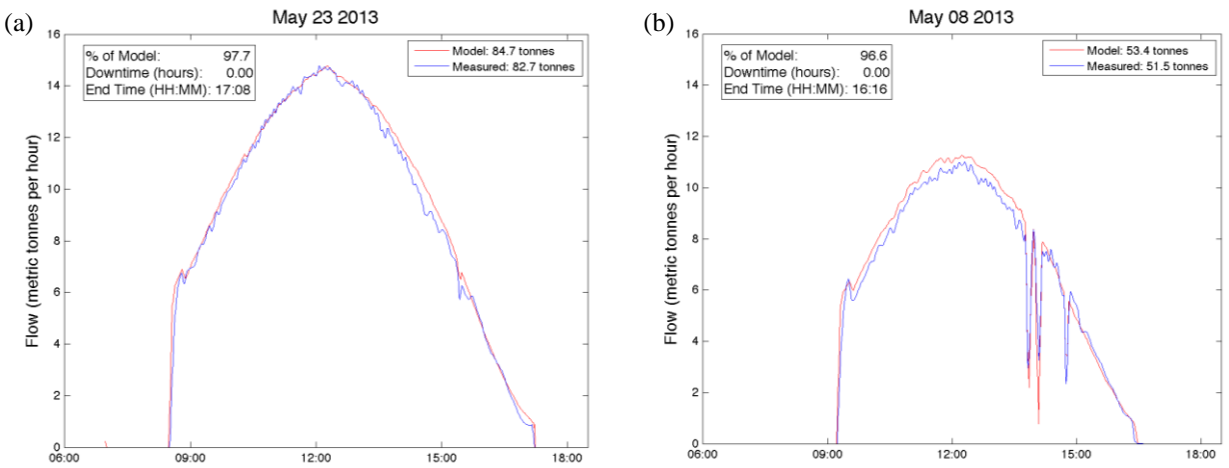 (a)
May 23 2013
% of Model: 97.7
Downtime (hours): 0.00
End Time (HH:MM): 17:08
Model: 84.7 tonnes
Measured: 82.7 tonnes
Flow (metric tonnes per hour)
16
14
12
10
8
6
4
2
0
06:00 09:00 12:00 15:00 18:00
(b)
May 08 2013
% of Model: 96.6
Downtime (hours): 0.00
End Time (HH:MM): 16:16
Model: 53.4 tonnes
Measured: 51.5 tonnes
Flow (metric tonnes per hour)
16
14
12
10
8
6
4
2
0
06:00 09:00 12:00 15:00 18:00